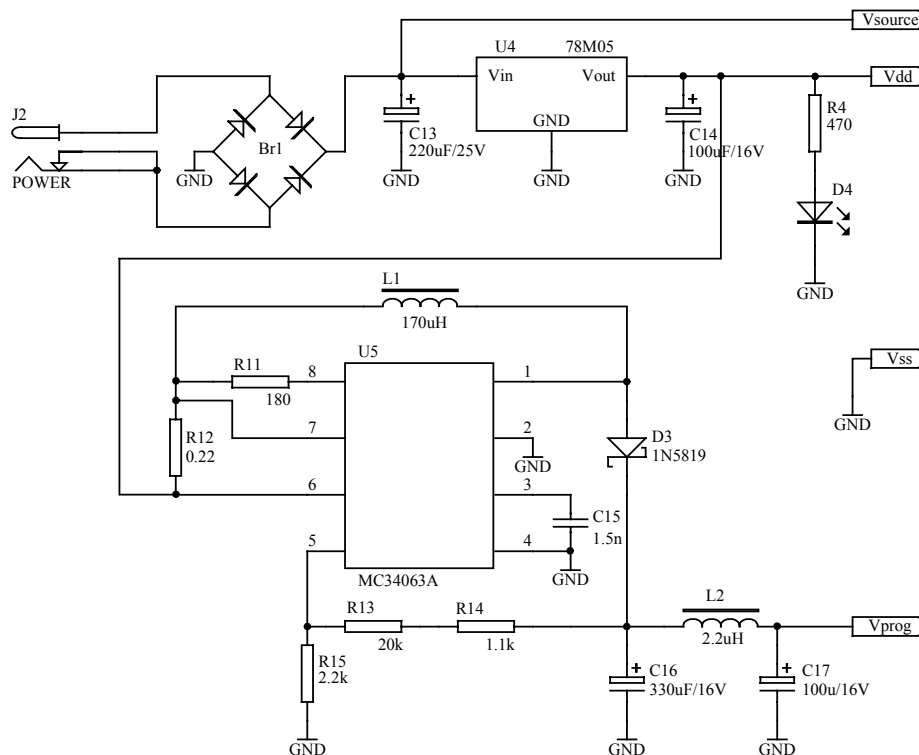 Vsource
U4 78M05
Vin Vout
GND
Vdd
J2
POWER
GND
Br1
C13
220uF/25V
GND
GND
C14
100uF/16V
GND
R4
470
D4
GND
L1
170uH
Vss
GND
U5
R11
180
8
7
6
5
1
2
3
4
R12
0.22
GND
D3
1N5819
C15
1.5n
GND
MC34063A
R13
20k
R14
1.1k
L2
2.2uH
Vprog
R15
2.2k
GND
C16
330uF/16V
GND
C17
100u/16V
GND